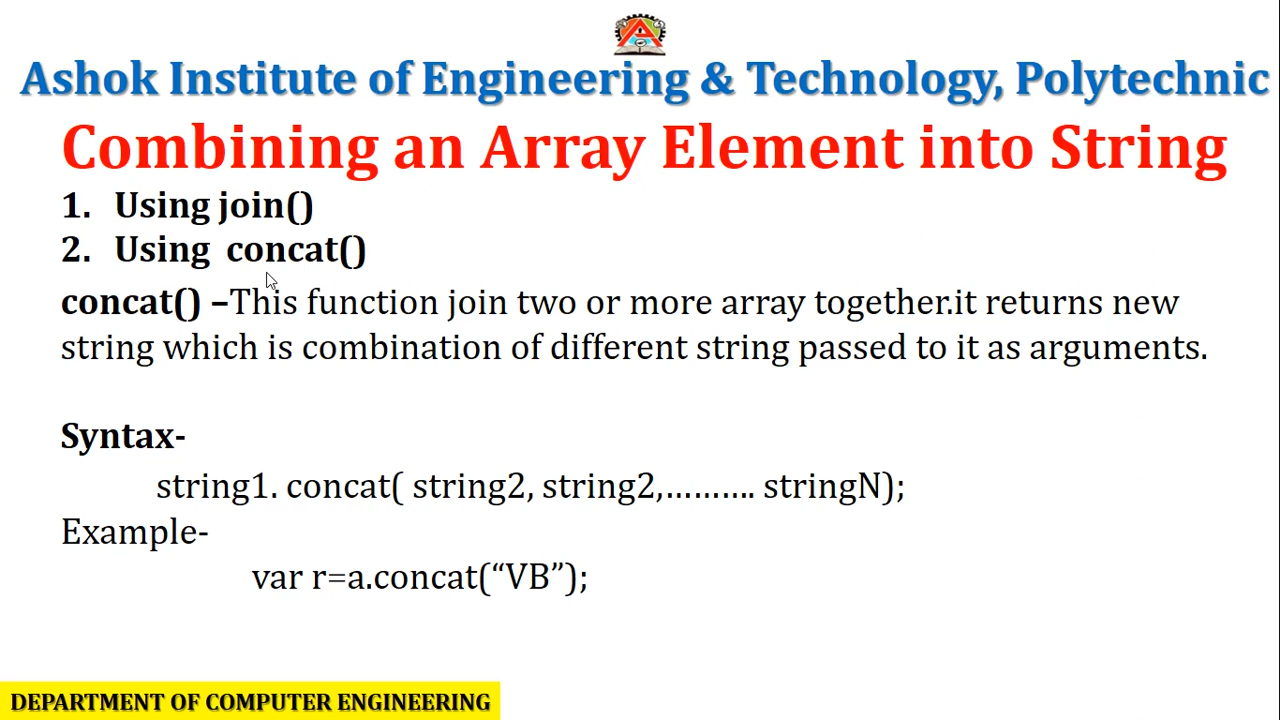 Ashok Institute of Engineering & Technology, Polytechnic
Combining an Array Element into String
1. Using join()
2. Using concat()
concat() –This function join two or more array together.it returns new
string which is combination of different string passed to it as arguments.
Syntax-
string1. concat( string2, string2,………. stringN);
Example-
var r=a.concat(“VB”);
DEPARTMENT OF COMPUTER ENGINEERING